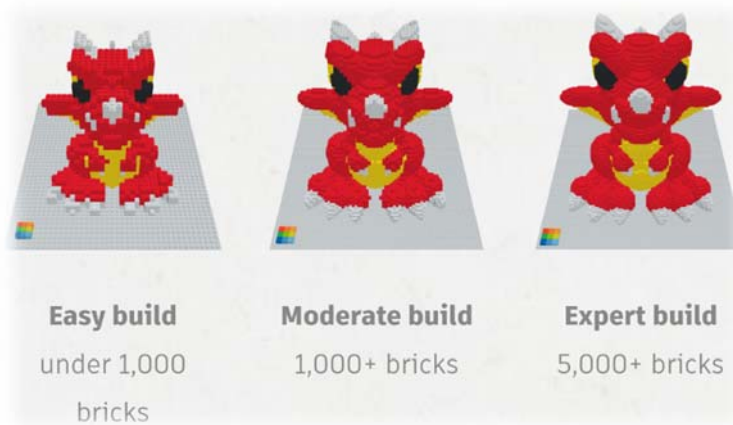 Easy build
under 1,000
bricks
Moderate build
1,000+ bricks
Expert build
5,000+ bricks